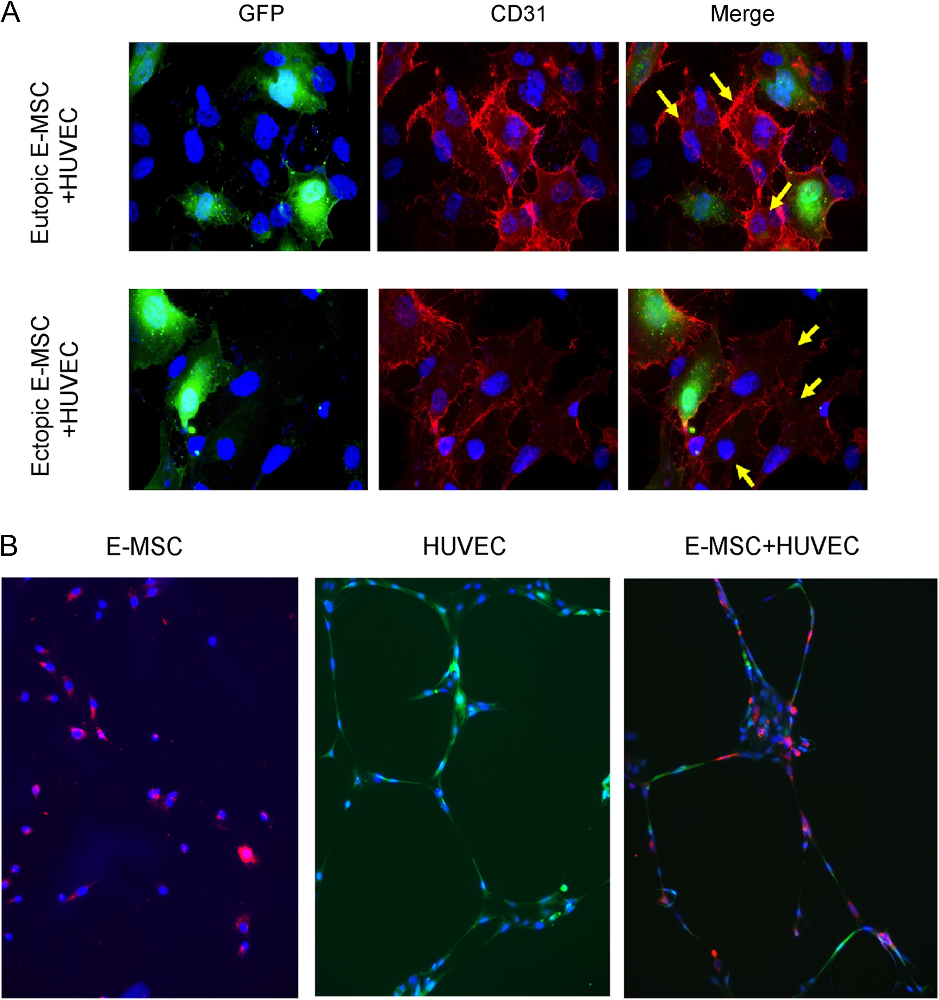 A
GFP
CD31
Merge
Eutopic E-MSC
+HUVEC
Ectopic E-MSC
+HUVEC
B
E-MSC
HUVEC
E-MSC+HUVEC